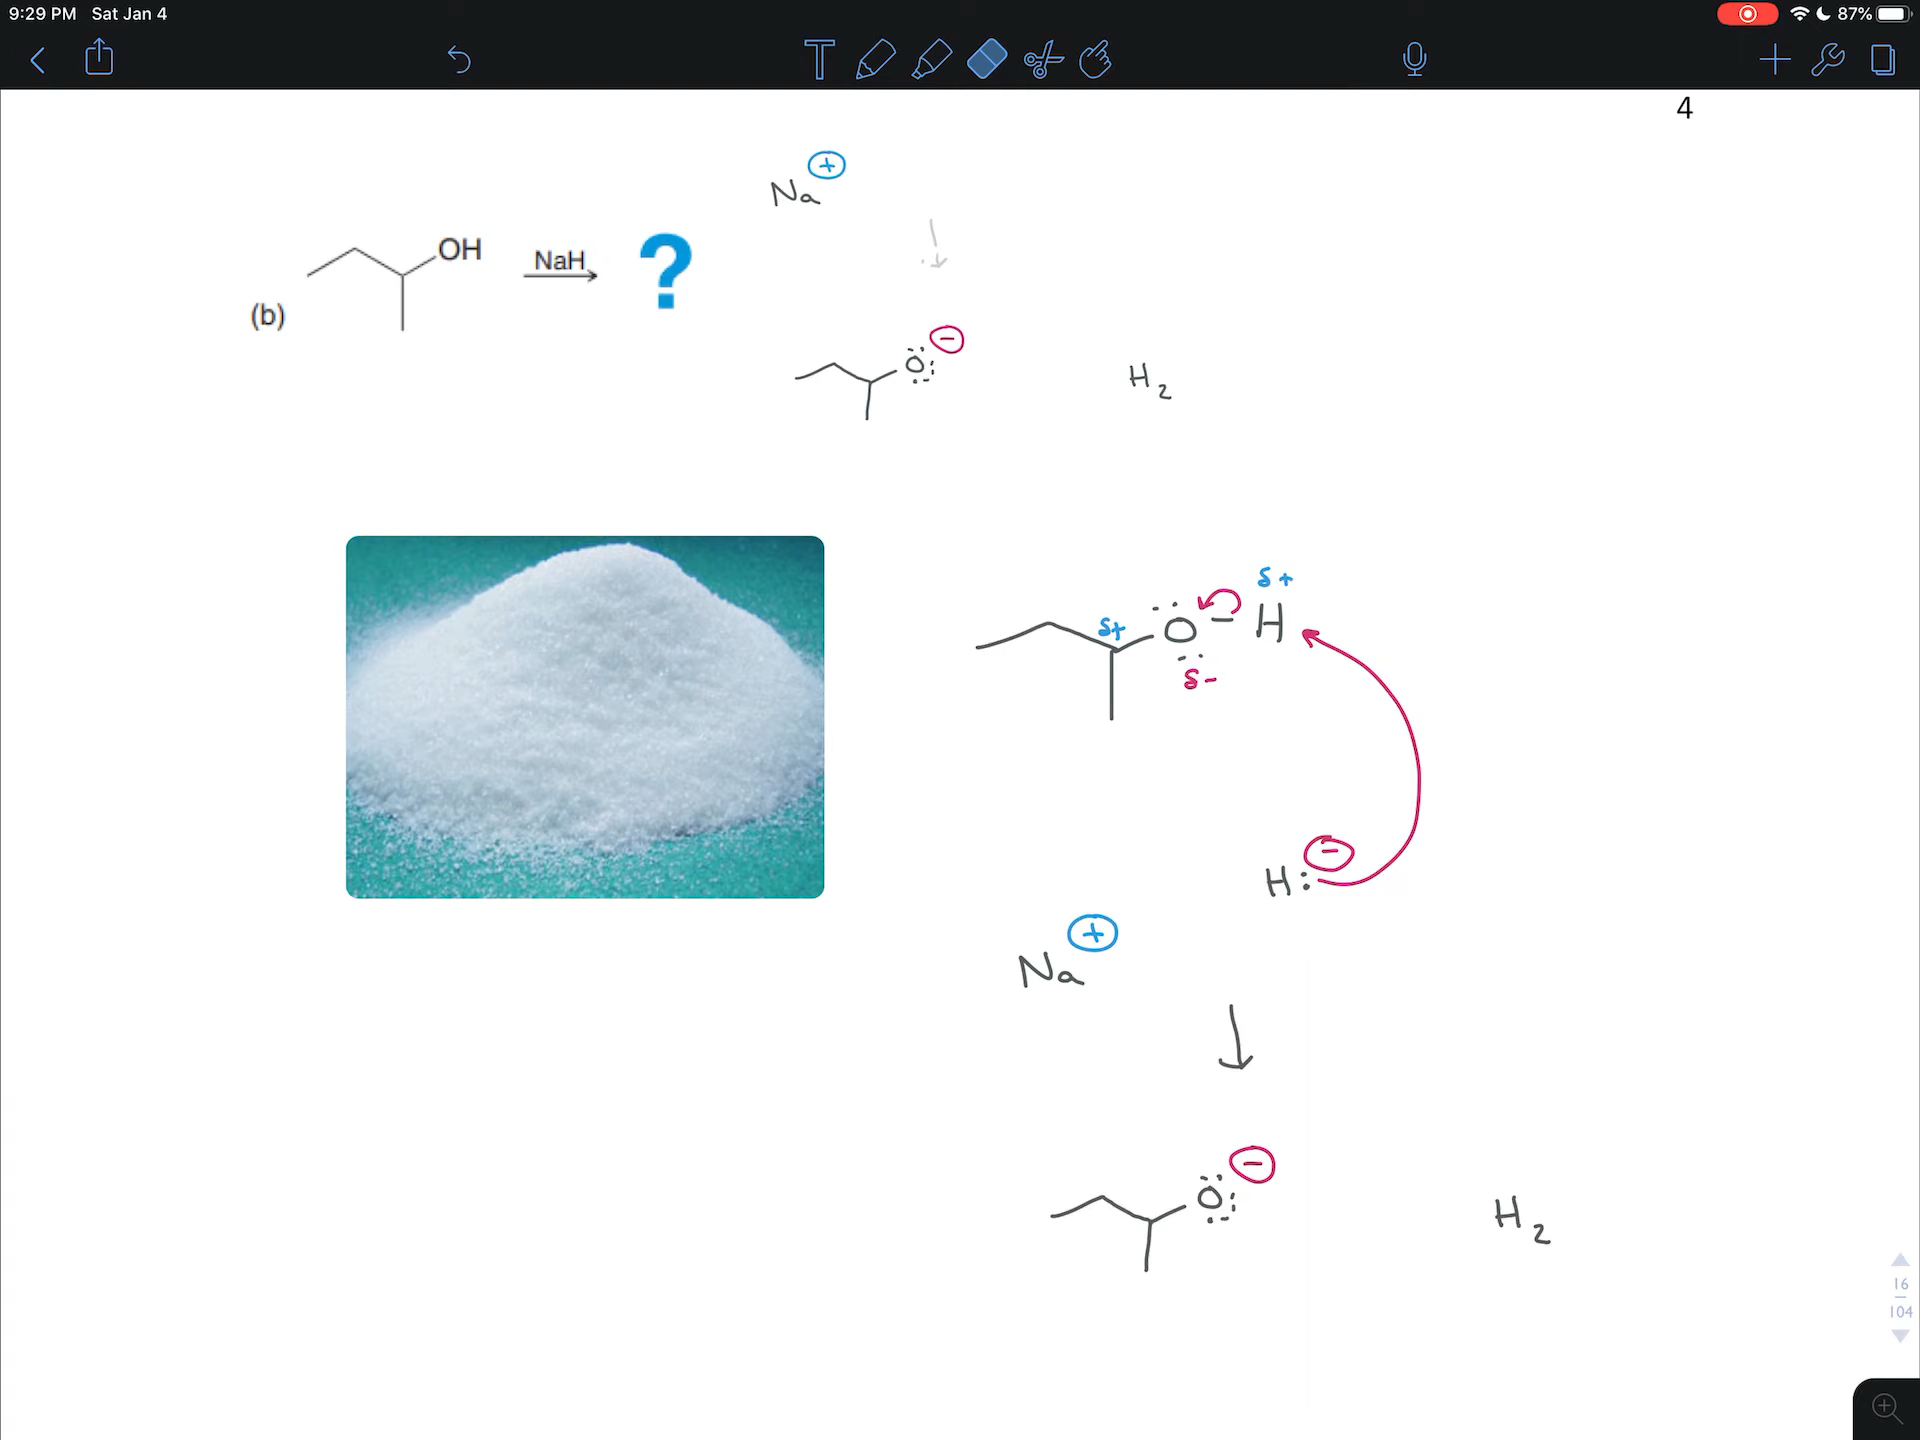 9:29 PM Sat Jan 4
87%
4
Na +
OH
NaH
?
(b)
O −
H2
δ+
δ+
O − H
δ−
−
H:
+
Na
−
O
H2
16
104